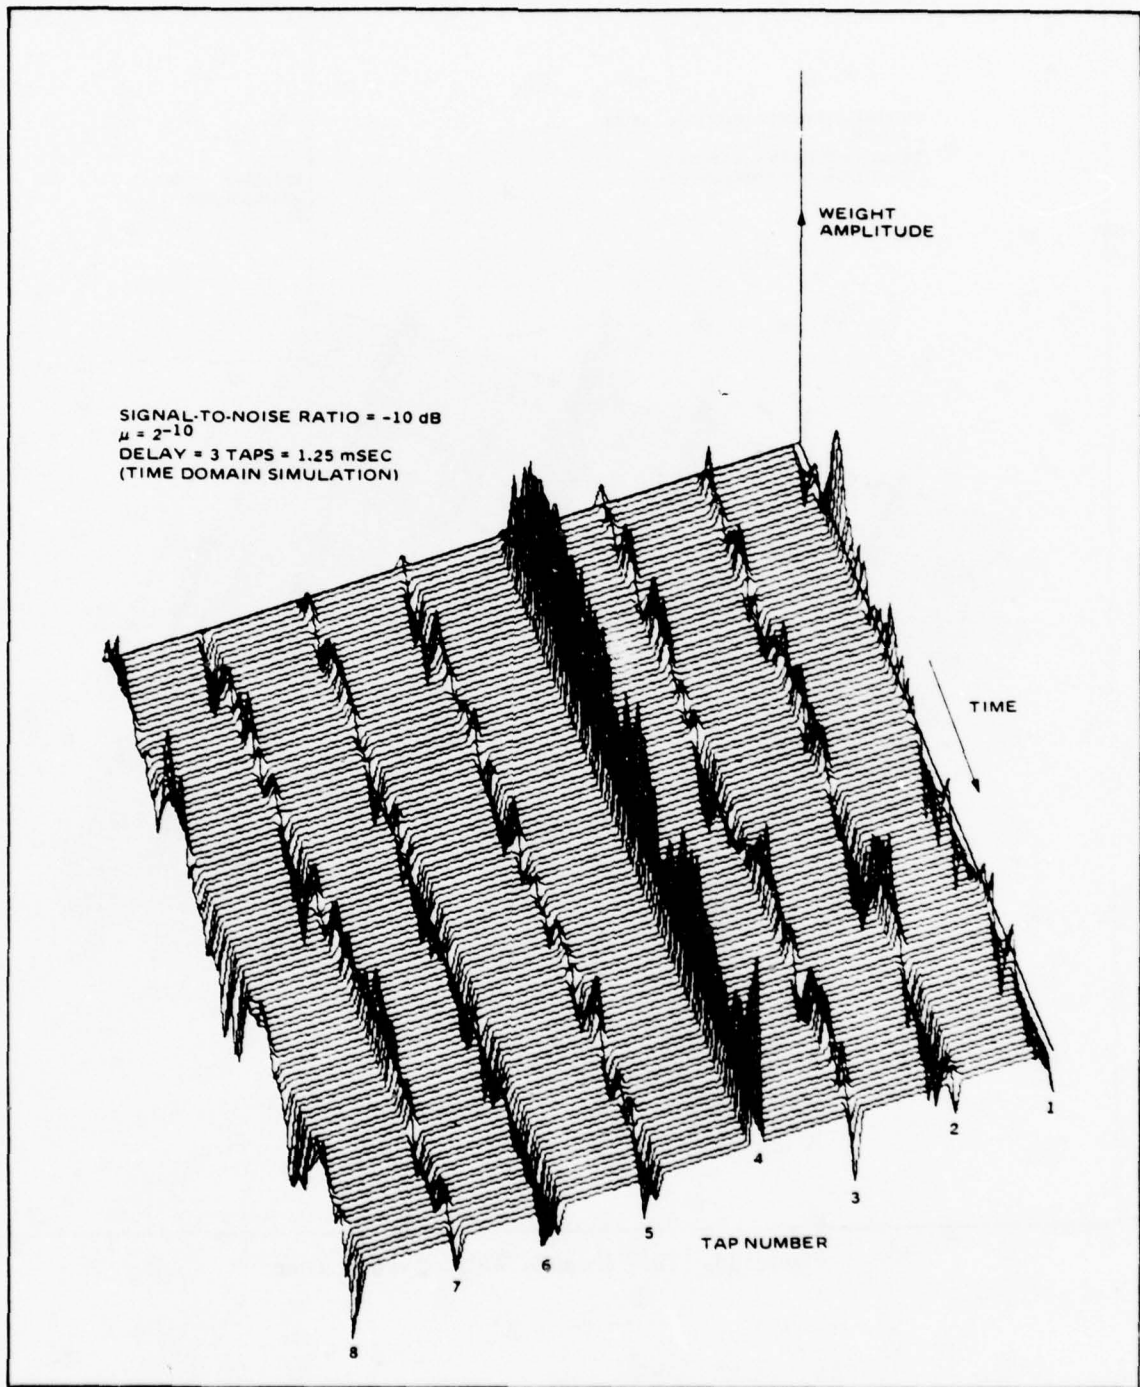 WEIGHT
AMPLITUDE
SIGNAL-TO-NOISE RATIO = -10 dB
μ = 2-10
DELAY = 3 TAPS = 1.25 mSEC
(TIME DOMAIN SIMULATION)
TIME
1
2
4
3
5
TAP NUMBER
6
7
8